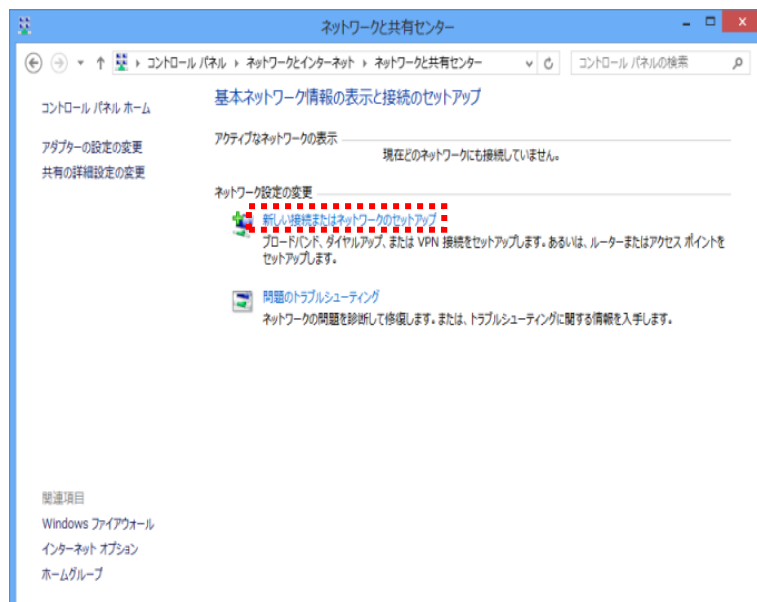 ネットワークと共有センター
コントロール パネル ネットワークとインターネット ネットワークと共有センター
コントロール パネルの検索
コントロール パネル ホーム
アダプターの設定の変更
共有の詳細設定の変更
基本ネットワーク情報の表示と接続のセットアップ
アクティブなネットワークの表示
現在どのネットワークにも接続していません。
ネットワーク設定の変更
新しい接続またはネットワークのセットアップ
ブロードバンド、ダイヤルアップ、または VPN 接続をセットアップします。あるいは、ルーターまたはアクセス ポイントを
セットアップします。
問題のトラブルシューティング
ネットワークの問題を診断して修復します。または、トラブルシューティングに関する情報を入手します。
関連項目
Windows ファイアウォール
インターネット オプション
ホームグループ